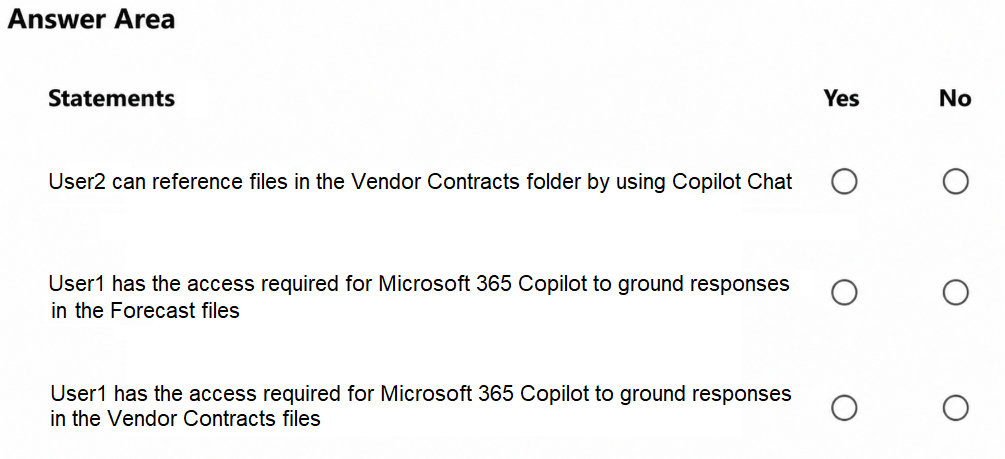 Answer Area
Statements Yes No
User2 can reference files in the Vendor Contracts folder by using Copilot Chat
User1 has the access required for Microsoft 365 Copilot to ground responses
in the Forecast files
User1 has the access required for Microsoft 365 Copilot to ground responses
in the Vendor Contracts files